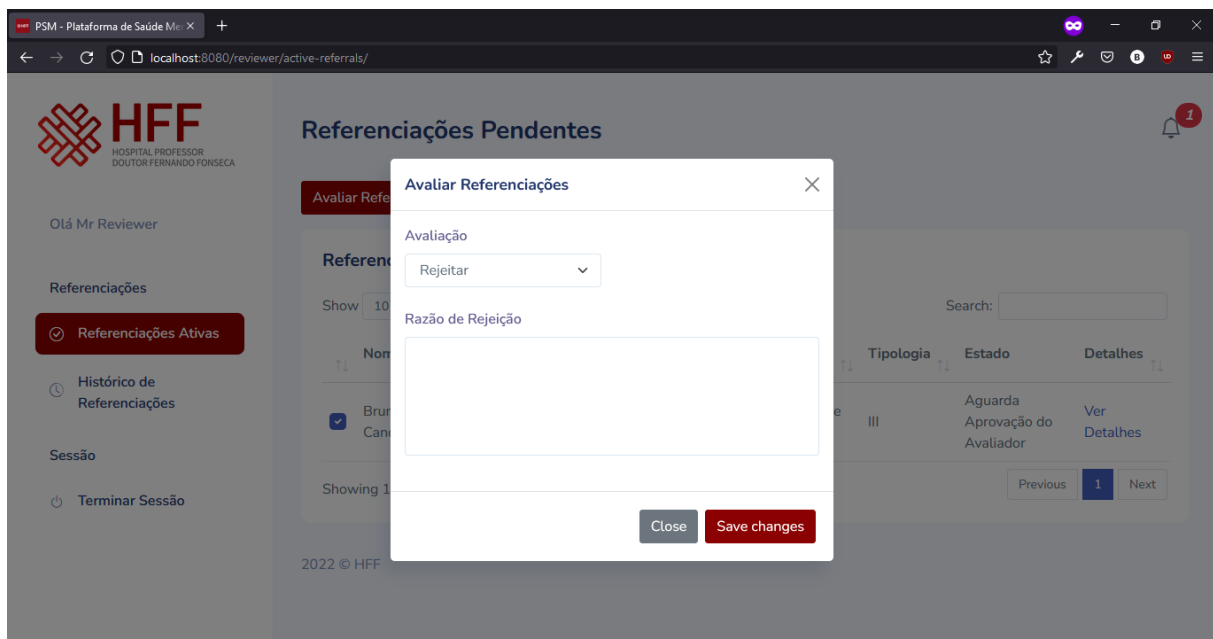 PSM - Plataforma de Saúde Me
localhost:8080/reviewer/active-referrals/
HFF
HOSPITAL PROFESSOR
DOUTOR FERNANDO FONSECA
Olá Mr Reviewer
Referenciações
Referenciações Ativas
Histórico de
Referenciações
Sessão
Terminar Sessão
Referenciações Pendentes
1
Avaliar Refe
Referenc
Show 10
Search:
Nom
Tipologia
Estado
Detalhes
Brun
Cano
e
III
Aguarda
Aprovação do
Avaliador
Ver
Detalhes
Showing 1
Previous 1 Next
2022 © HFF
Avaliar Referenciações
Avaliação
Rejeitar
Razão de Rejeição
Close
Save changes